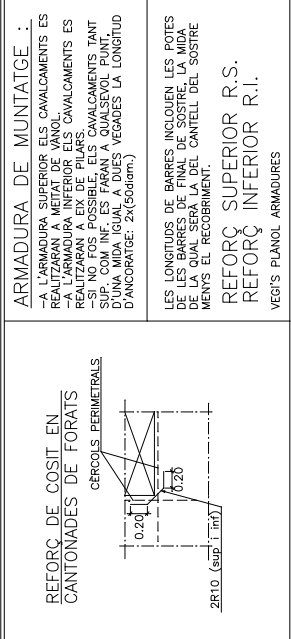 ARMADURA DE MUNTATGE :
-A L'ARMADURA SUPERIOR ELS CAVALCAMENTS ES
REALITZARAN A MEITAT DE VANOL.
-A L'ARMADURA INFERIOR ELS CAVALCAMENTS ES
REALITZARAN A EIX DE PILARS.
-SI NO FOS POSSIBLE, ELS CAVALCAMENTS TANT
SUP. COM INF. ES FARAN A QUALSEVOL PUNT,
D'UNA MIDA IGUAL A DUES VEGADES LA LONGITUD
D'ANCORATGE: 2x(50diam.)
LES LONGITUDS DE BARRES INCLOUEN LES POTES
DE LES BARRES DE FINAL DE SOSTRE, LA MIDA
DE LA QUAL SERÀ LA DEL CANTELL DEL SOSTRE
MENYS EL RECOBRIMENT.
REFORÇ SUPERIOR R.S.
REFORÇ INFERIOR R.I.
VEGI'S PLÀNOL ARMADURES
REFORÇ DE COSIT EN
CANTONADES DE FORATS
CÈRCOLS PERIMETRALS
0.20
0.20
2R10 (sup i inf)